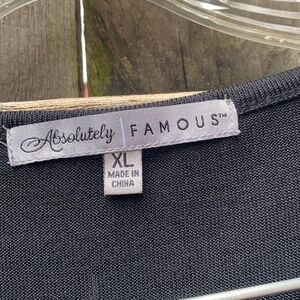 Absolutely | FAMOUS™
XL
MADE IN
CHINA